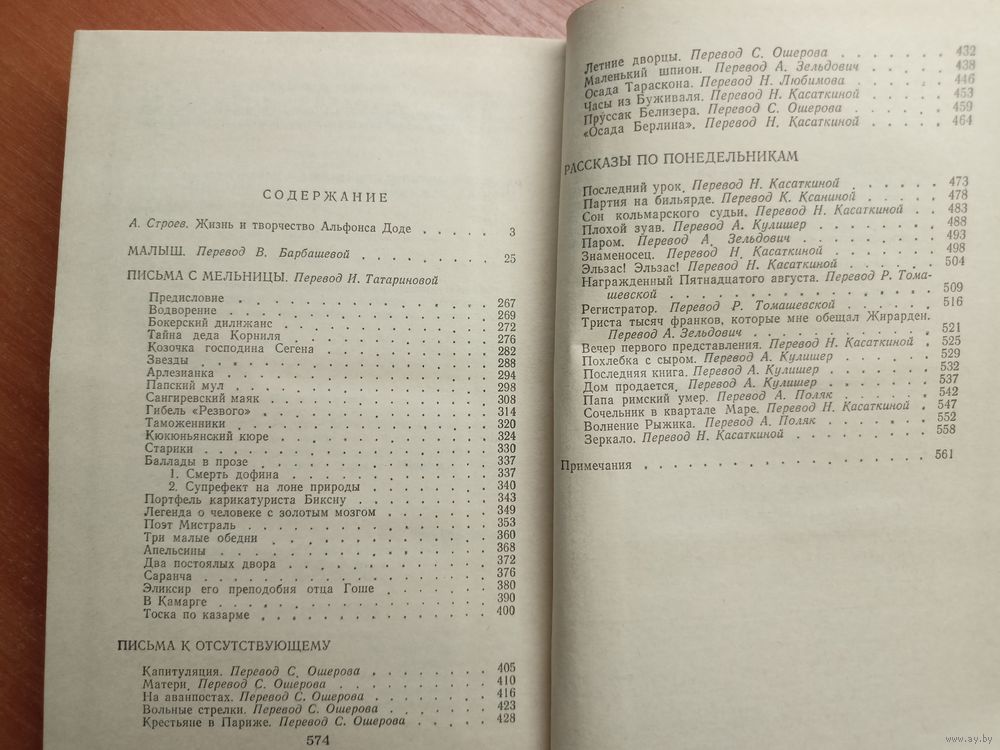 СОДЕРЖАНИЕ
А. Строев. Жизнь и творчество Альфонса Доде . . . . . 3
МАЛЫШ. Перевод В. Барбашевой . . . . . . . . . 25
ПИСЬМА С МЕЛЬНИЦЫ. Перевод И. Татариновой
Предисловие . . . . . . . . . . . . . 267
Водворение . . . . . . . . . . . . . 269
Бокерский дилижанс . . . . . . . . . . . 272
Тайна деда Корниля . . . . . . . . . . . 276
Козочка господина Сегена . . . . . . . . . 282
Звезды . . . . . . . . . . . . . . . 288
Арлезианка . . . . . . . . . . . . . 294
Папский мул . . . . . . . . . . . . . 298
Сангирезский маяк . . . . . . . . . . . 308
Гибель «Резвого» . . . . . . . . . . . . 314
Таможенники . . . . . . . . . . . . . 320
Кюкюньянский кюре . . . . . . . . . . . 324
Старики . . . . . . . . . . . . . . 330
Баллады в прозе . . . . . . . . . . . . 337
1. Смерть дофина . . . . . . . . . . . 337
2. Супрефект на лоне природы . . . . . . . 340
Портфель карикатуриста Биксиу . . . . . . . 343
Легенда о человеке с золотым мозгом . . . . . 349
Поэт Мистраль . . . . . . . . . . . . 353
Три малые обедни . . . . . . . . . . . 360
Апельсины . . . . . . . . . . . . . . 368
Два постоялых двора . . . . . . . . . . 372
Саранча . . . . . . . . . . . . . . 376
Эликсир его преподобия отца Гоше . . . . . . 380
В Камарге . . . . . . . . . . . . . . 390
Тоска по казарме . . . . . . . . . . . . 400
ПИСЬМА К ОТСУТСТВУЮЩЕМУ
Капитуляция. Перевод С. Ошерова . . . . . . 405
Матери. Перевод С. Ошерова . . . . . . . . 410
На аванпостах. Перевод С. Ошерова . . . . . . 416
Вольные стрелки. Перевод С. Ошерова . . . . . 423
Крестьяне в Париже. Перевод С. Ошерова . . . . 428
574
Летние дворцы. Перевод С. Ошерова . . . . . . 432
Маленький шпион. Перевод А. Зельдович . . . . . 438
Осада Тараскона. Перевод Н. Любимова . . . . . 446
Часы из Буживаля. Перевод Н. Касаткиной . . . . 453
Пруссак Белизера. Перевод С. Ошерова . . . . . 459
«Осада Берлина». Перевод Н. Касаткиной . . . . . 464
РАССКАЗЫ ПО ПОНЕДЕЛЬНИКАМ
Последний урок. Перевод Н. Касаткиной . . . . . 473
Партия на бильярде. Перевод К. Ксаниной . . . . 478
Сон кольмарского судьи. Перевод Н. Касаткиной . . . 483
Плохой зуав. Перевод А. Кулишер . . . . . . . 488
Паром. Перевод А. Зельдович . . . . . . . . 493
Знаменосец. Перевод Н. Касаткиной . . . . . . 498
Эльзас! Эльзас! Перевод Н. Касаткиной . . . . . 504
Награжденный Пятнадцатого августа. Перевод Р. Тома-
шевской . . . . . . . . . . . . . . 509
Регистратор. Перевод Р. Томашевской . . . . . . 516
Триста тысяч франков, которые мне обещал Жирарден.
Перевод А. Зельдович . . . . . . . . . . 521
Вечер первого представления. Перевод Н. Касаткиной . 525
Похлебка с сыром. Перевод А. Кулишер . . . . . 529
Последняя книга. Перевод А. Кулишер . . . . . . 532
Дом продается. Перевод А. Кулишер . . . . . . 537
Папа римский умер. Перевод А. Поляк . . . . . . 542
Сочельник в квартале Маре. Перевод Н. Касаткиной . 547
Волнение Рыжика. Перевод А. Поляк . . . . . . 552
Зеркало. Перевод Н. Касаткиной . . . . . . . 558
Примечания . . . . . . . . . . . . . . 561
www.ay.by